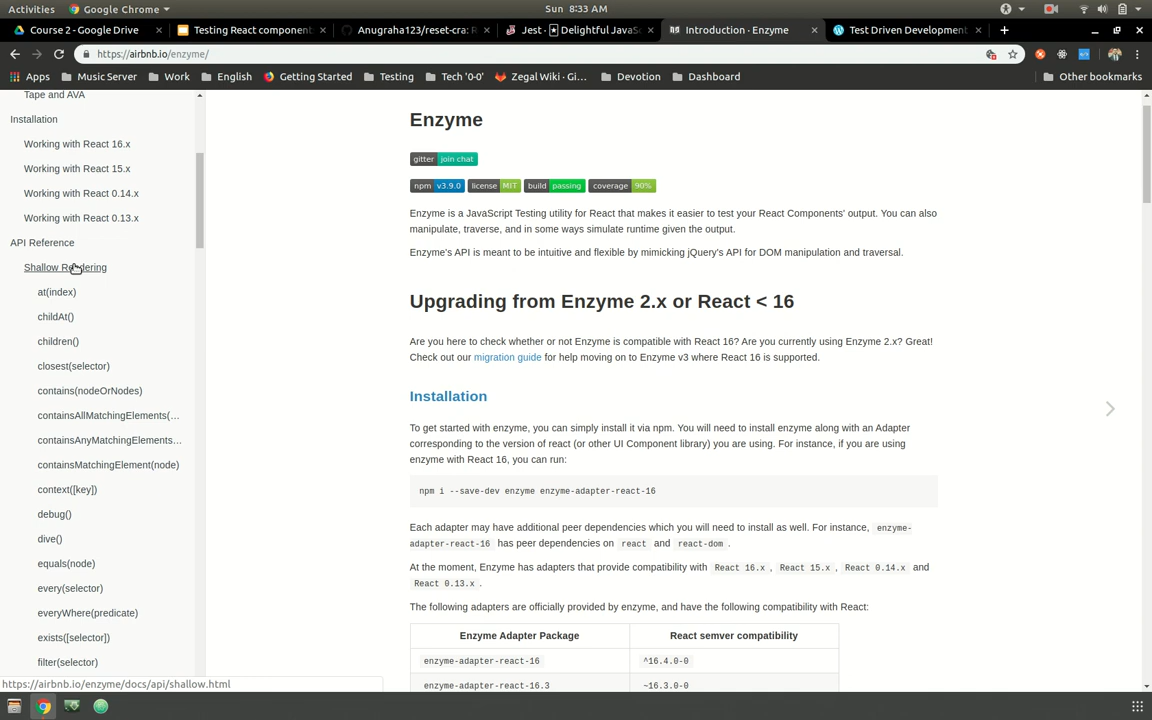 Activities
Google Chrome
Sun 8:33 AM
Course 2 - Google Drive
Testing React component
Anugraha123/reset-cra: R
Jest · Delightful JavaSc
Introduction · Enzyme
Test Driven Development
https://airbnb.io/enzyme/
Apps
Music Server
Work
English
Getting Started
Testing
Tech '0-0'
Zegal Wiki - Gi...
Devotion
Dashboard
Other bookmarks
Tape and AVA
Installation
Working with React 16.x
Working with React 15.x
Working with React 0.14.x
Working with React 0.13.x
API Reference
Shallow Rendering
at(index)
childAt()
children()
closest(selector)
contains(nodeOrNodes)
containsAllMatchingElements(...
containsAnyMatchingElements...
containsMatchingElement(node)
context([key])
debug()
dive()
equals(node)
every(selector)
everyWhere(predicate)
exists([selector])
filter(selector)
https://airbnb.io/enzyme/docs/api/shallow.html
Enzyme
gitter join chat
npm v3.9.0 license MIT build passing coverage 90%
Enzyme is a JavaScript Testing utility for React that makes it easier to test your React Components' output. You can also
manipulate, traverse, and in some ways simulate runtime given the output.
Enzyme's API is meant to be intuitive and flexible by mimicking jQuery's API for DOM manipulation and traversal.
Upgrading from Enzyme 2.x or React < 16
Are you here to check whether or not Enzyme is compatible with React 16? Are you currently using Enzyme 2.x? Great!
Check out our migration guide for help moving on to Enzyme v3 where React 16 is supported.
Installation
To get started with enzyme, you can simply install it via npm. You will need to install enzyme along with an Adapter
corresponding to the version of react (or other UI Component library) you are using. For instance, if you are using
enzyme with React 16, you can run:
npm i --save-dev enzyme enzyme-adapter-react-16
Each adapter may have additional peer dependencies which you will need to install as well. For instance, enzyme-
adapter-react-16 has peer dependencies on react and react-dom .
At the moment, Enzyme has adapters that provide compatibility with React 16.x , React 15.x , React 0.14.x and
React 0.13.x .
The following adapters are officially provided by enzyme, and have the following compatibility with React:
Enzyme Adapter Package
React semver compatibility
enzyme-adapter-react-16
^16.4.0-0
enzyme-adapter-react-16.3
~16.3.0-0